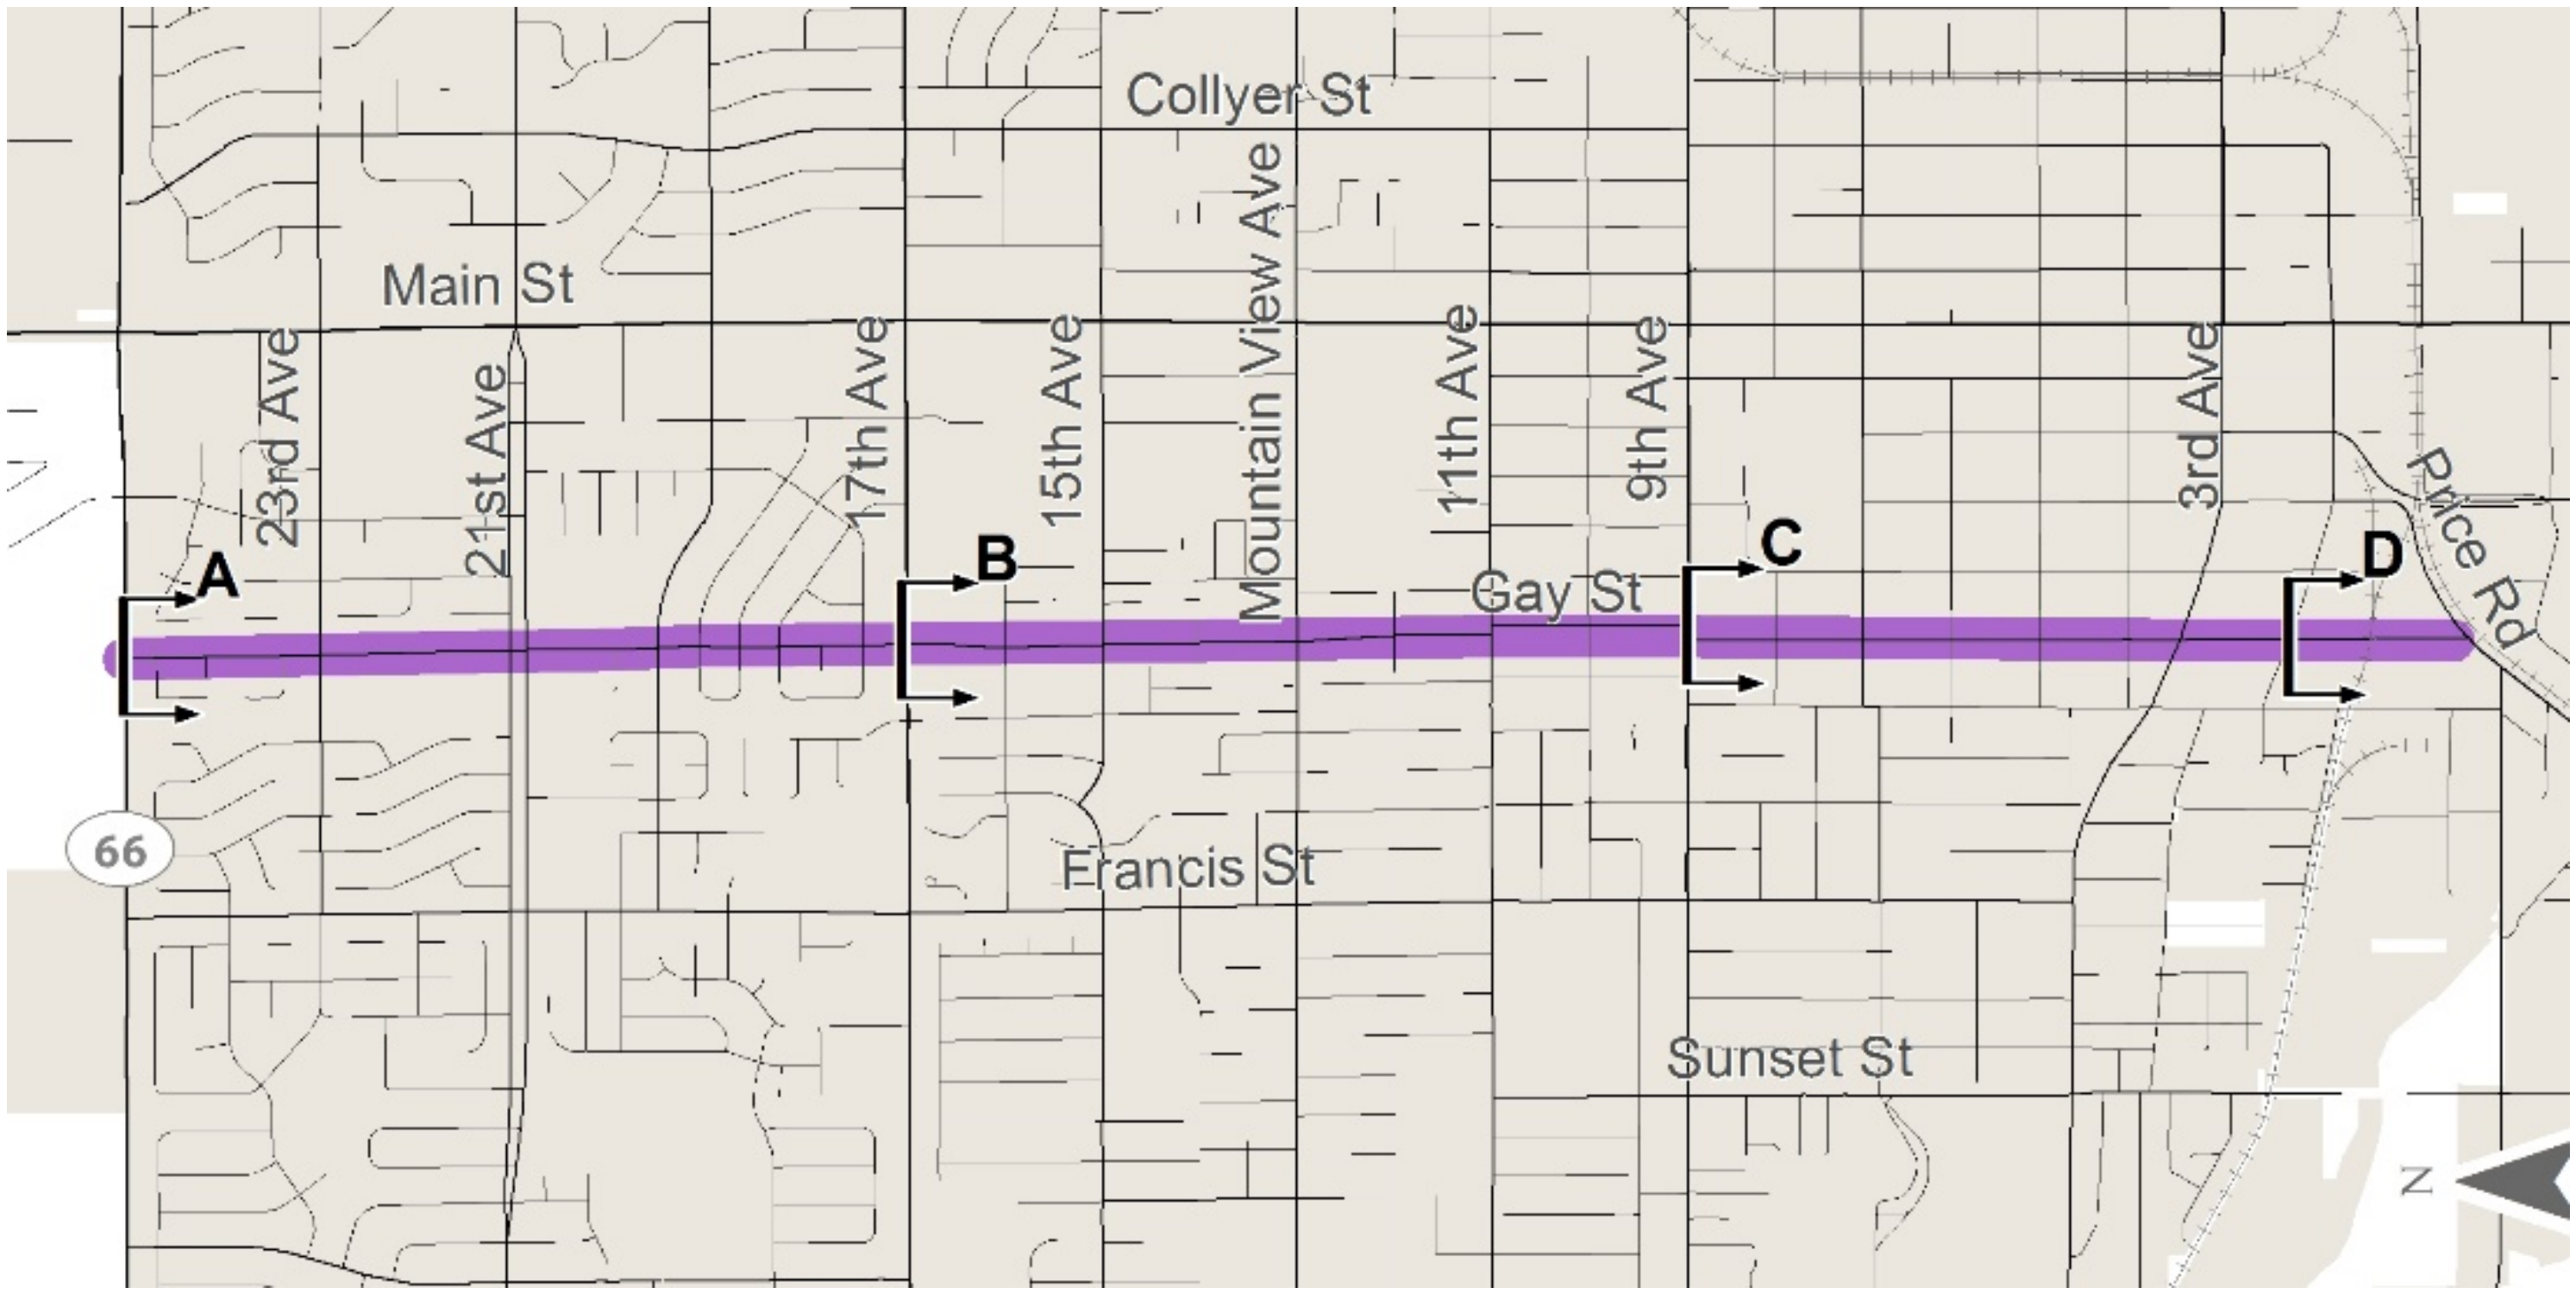 Collyer St
Mountain View Ave
Main St
23rd Ave
21st Ave
17th Ave
15th Ave
11th Ave
9th Ave
3rd Ave
Price Rd
A
B
C
D
Gay St
66
Francis St
Sunset St
N